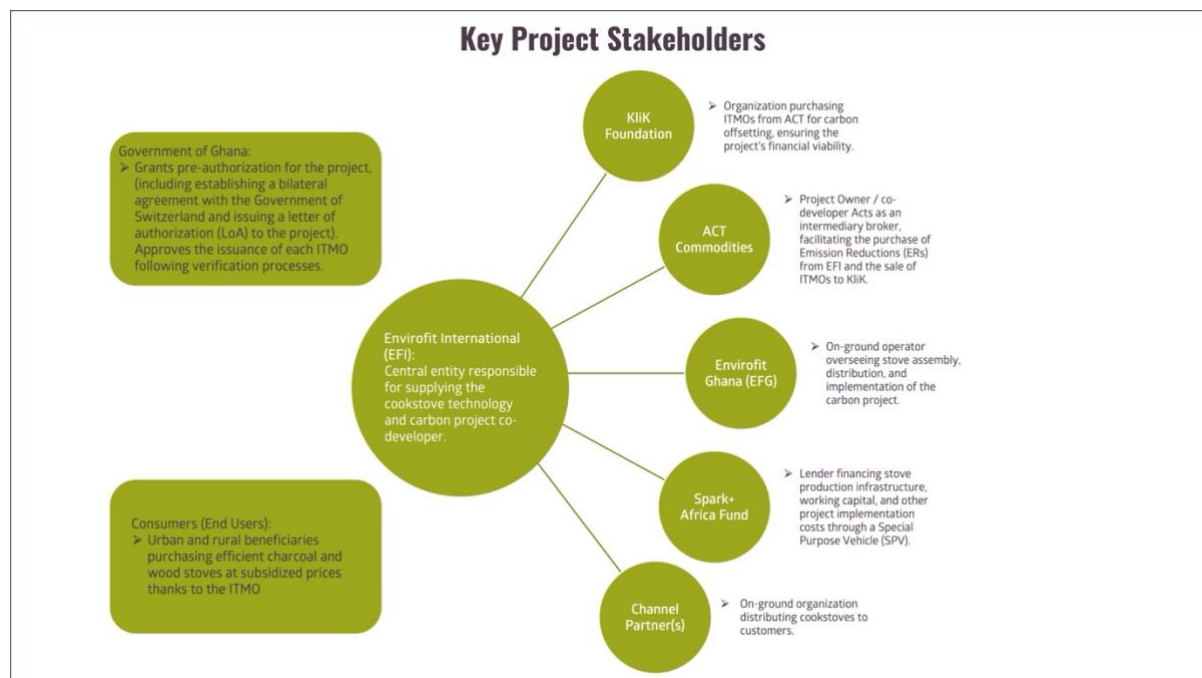 Key Project Stakeholders
Government of Ghana:
➢ Grants pre-authorization for the project,
(including establishing a bilateral
agreement with the Government of
Switzerland and issuing a letter of
authorization (LoA) to the project).
Approves the issuance of each ITMO
following verification processes.
Envirofit International
(EFI):
Central entity responsible
for supplying the
cookstove technology
and carbon project co-
developer.
Consumers (End Users):
➢ Urban and rural beneficiaries
purchasing efficient charcoal and
wood stoves at subsidized prices
thanks to the ITMO
KliK
Foundation
➢ Organization purchasing
ITMOs from ACT for carbon
offsetting, ensuring the
project's financial viability.
ACT
Commodities
➢ Project Owner / co-
developer Acts as an
intermediary broker,
facilitating the purchase of
Emission Reductions (ERs)
from EFI and the sale of
ITMOs to KliK.
Envirofit
Ghana (EFG)
➢ On-ground operator
overseeing stove assembly,
distribution, and
implementation of the
carbon project.
Spark+
Africa Fund
➢ Lender financing stove
production infrastructure,
working capital, and other
project implementation
costs through a Special
Purpose Vehicle (SPV).
Channel
Partner(s)
➢ On-ground organization
distributing cookstoves to
customers.